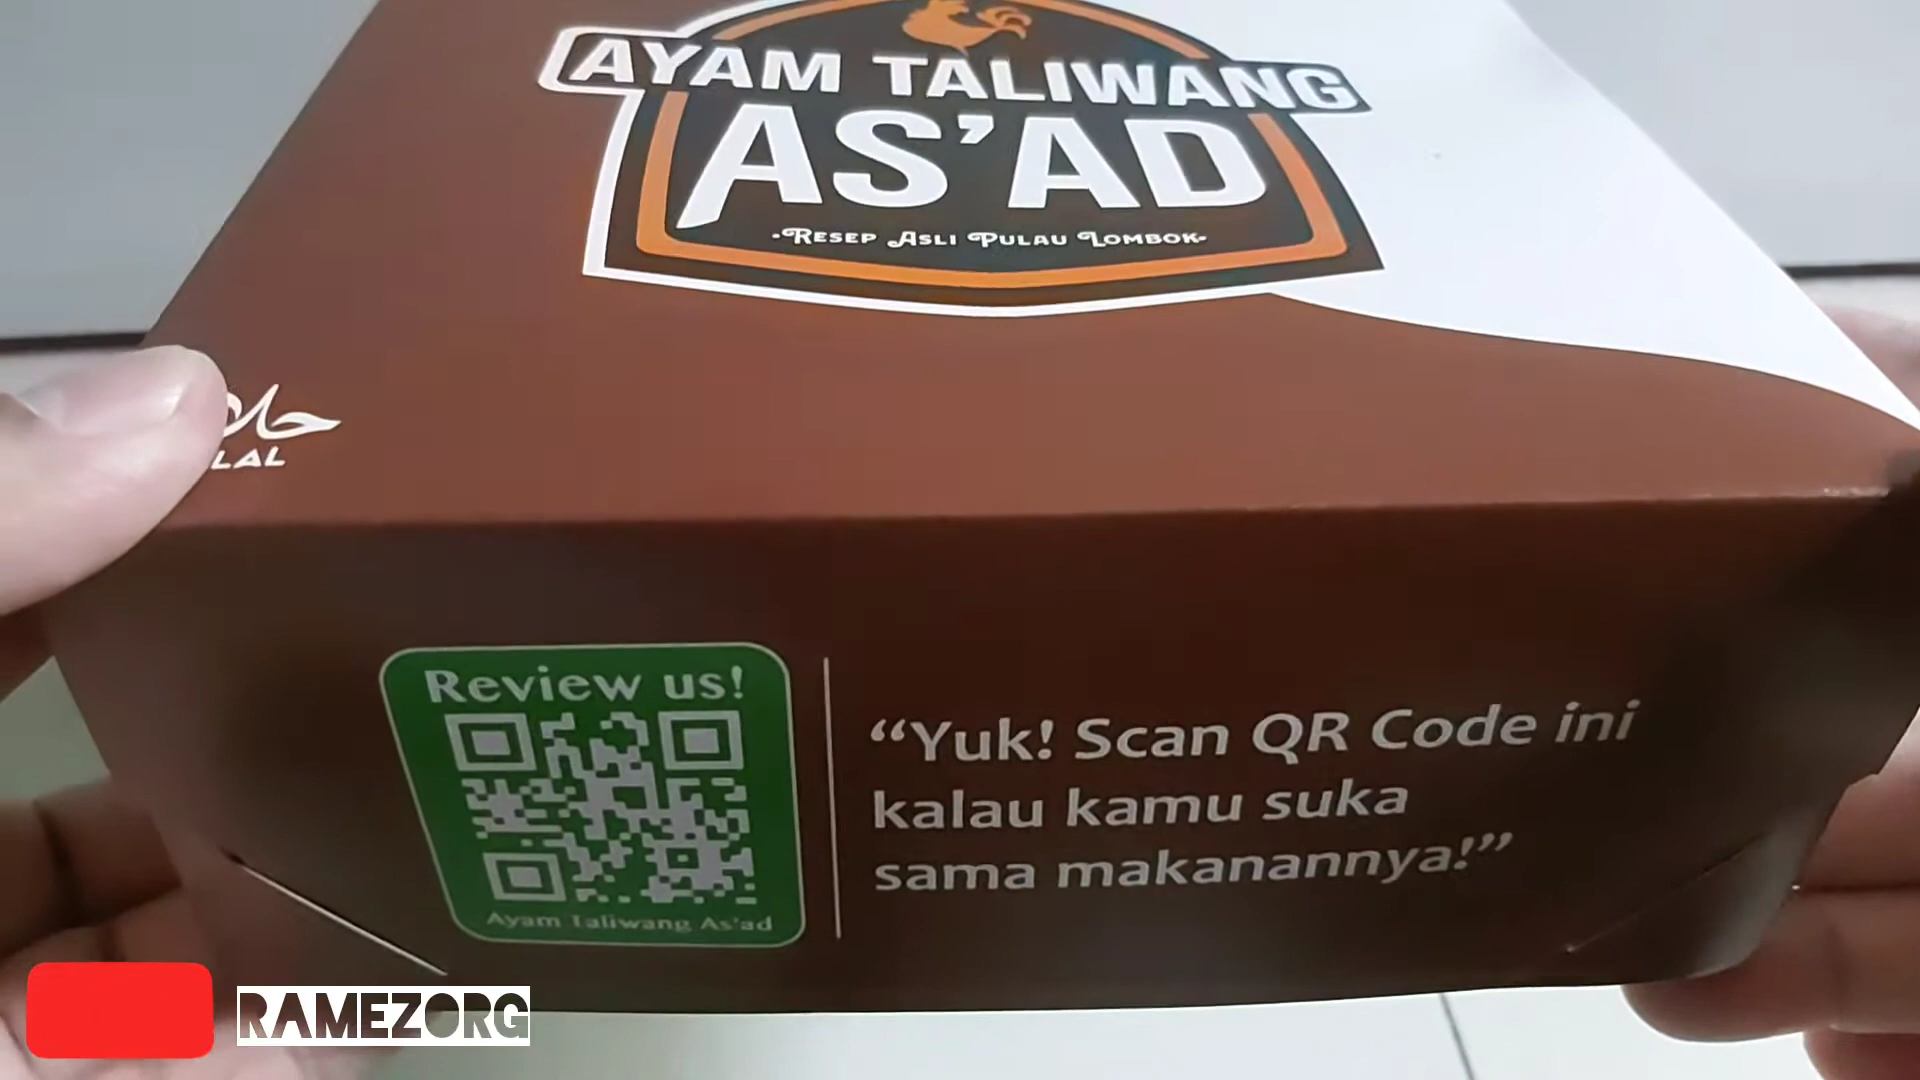 AYAM TALIWANG
AS'AD
-RESEP ASLI PULAU LOMBOK-
حلال
LAL
Review us!
Ayam Taliwang As'ad
“Yuk! Scan QR Code ini
kalau kamu suka
sama makanannya!”
RAMEZORG